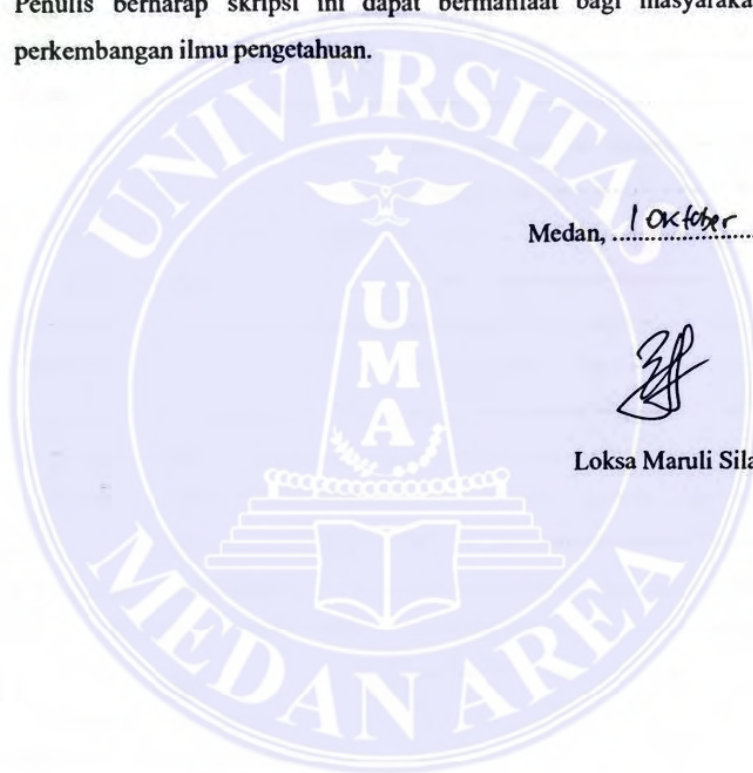 Penulis berharap skripsi ini dapat bermanfaat bagi masyaraka
perkembangan ilmu pengetahuan.
UNIVERSITAS
Medan, 1 Oktober
U
M
A
Loksa Maruli Sila
MEDAN AREA